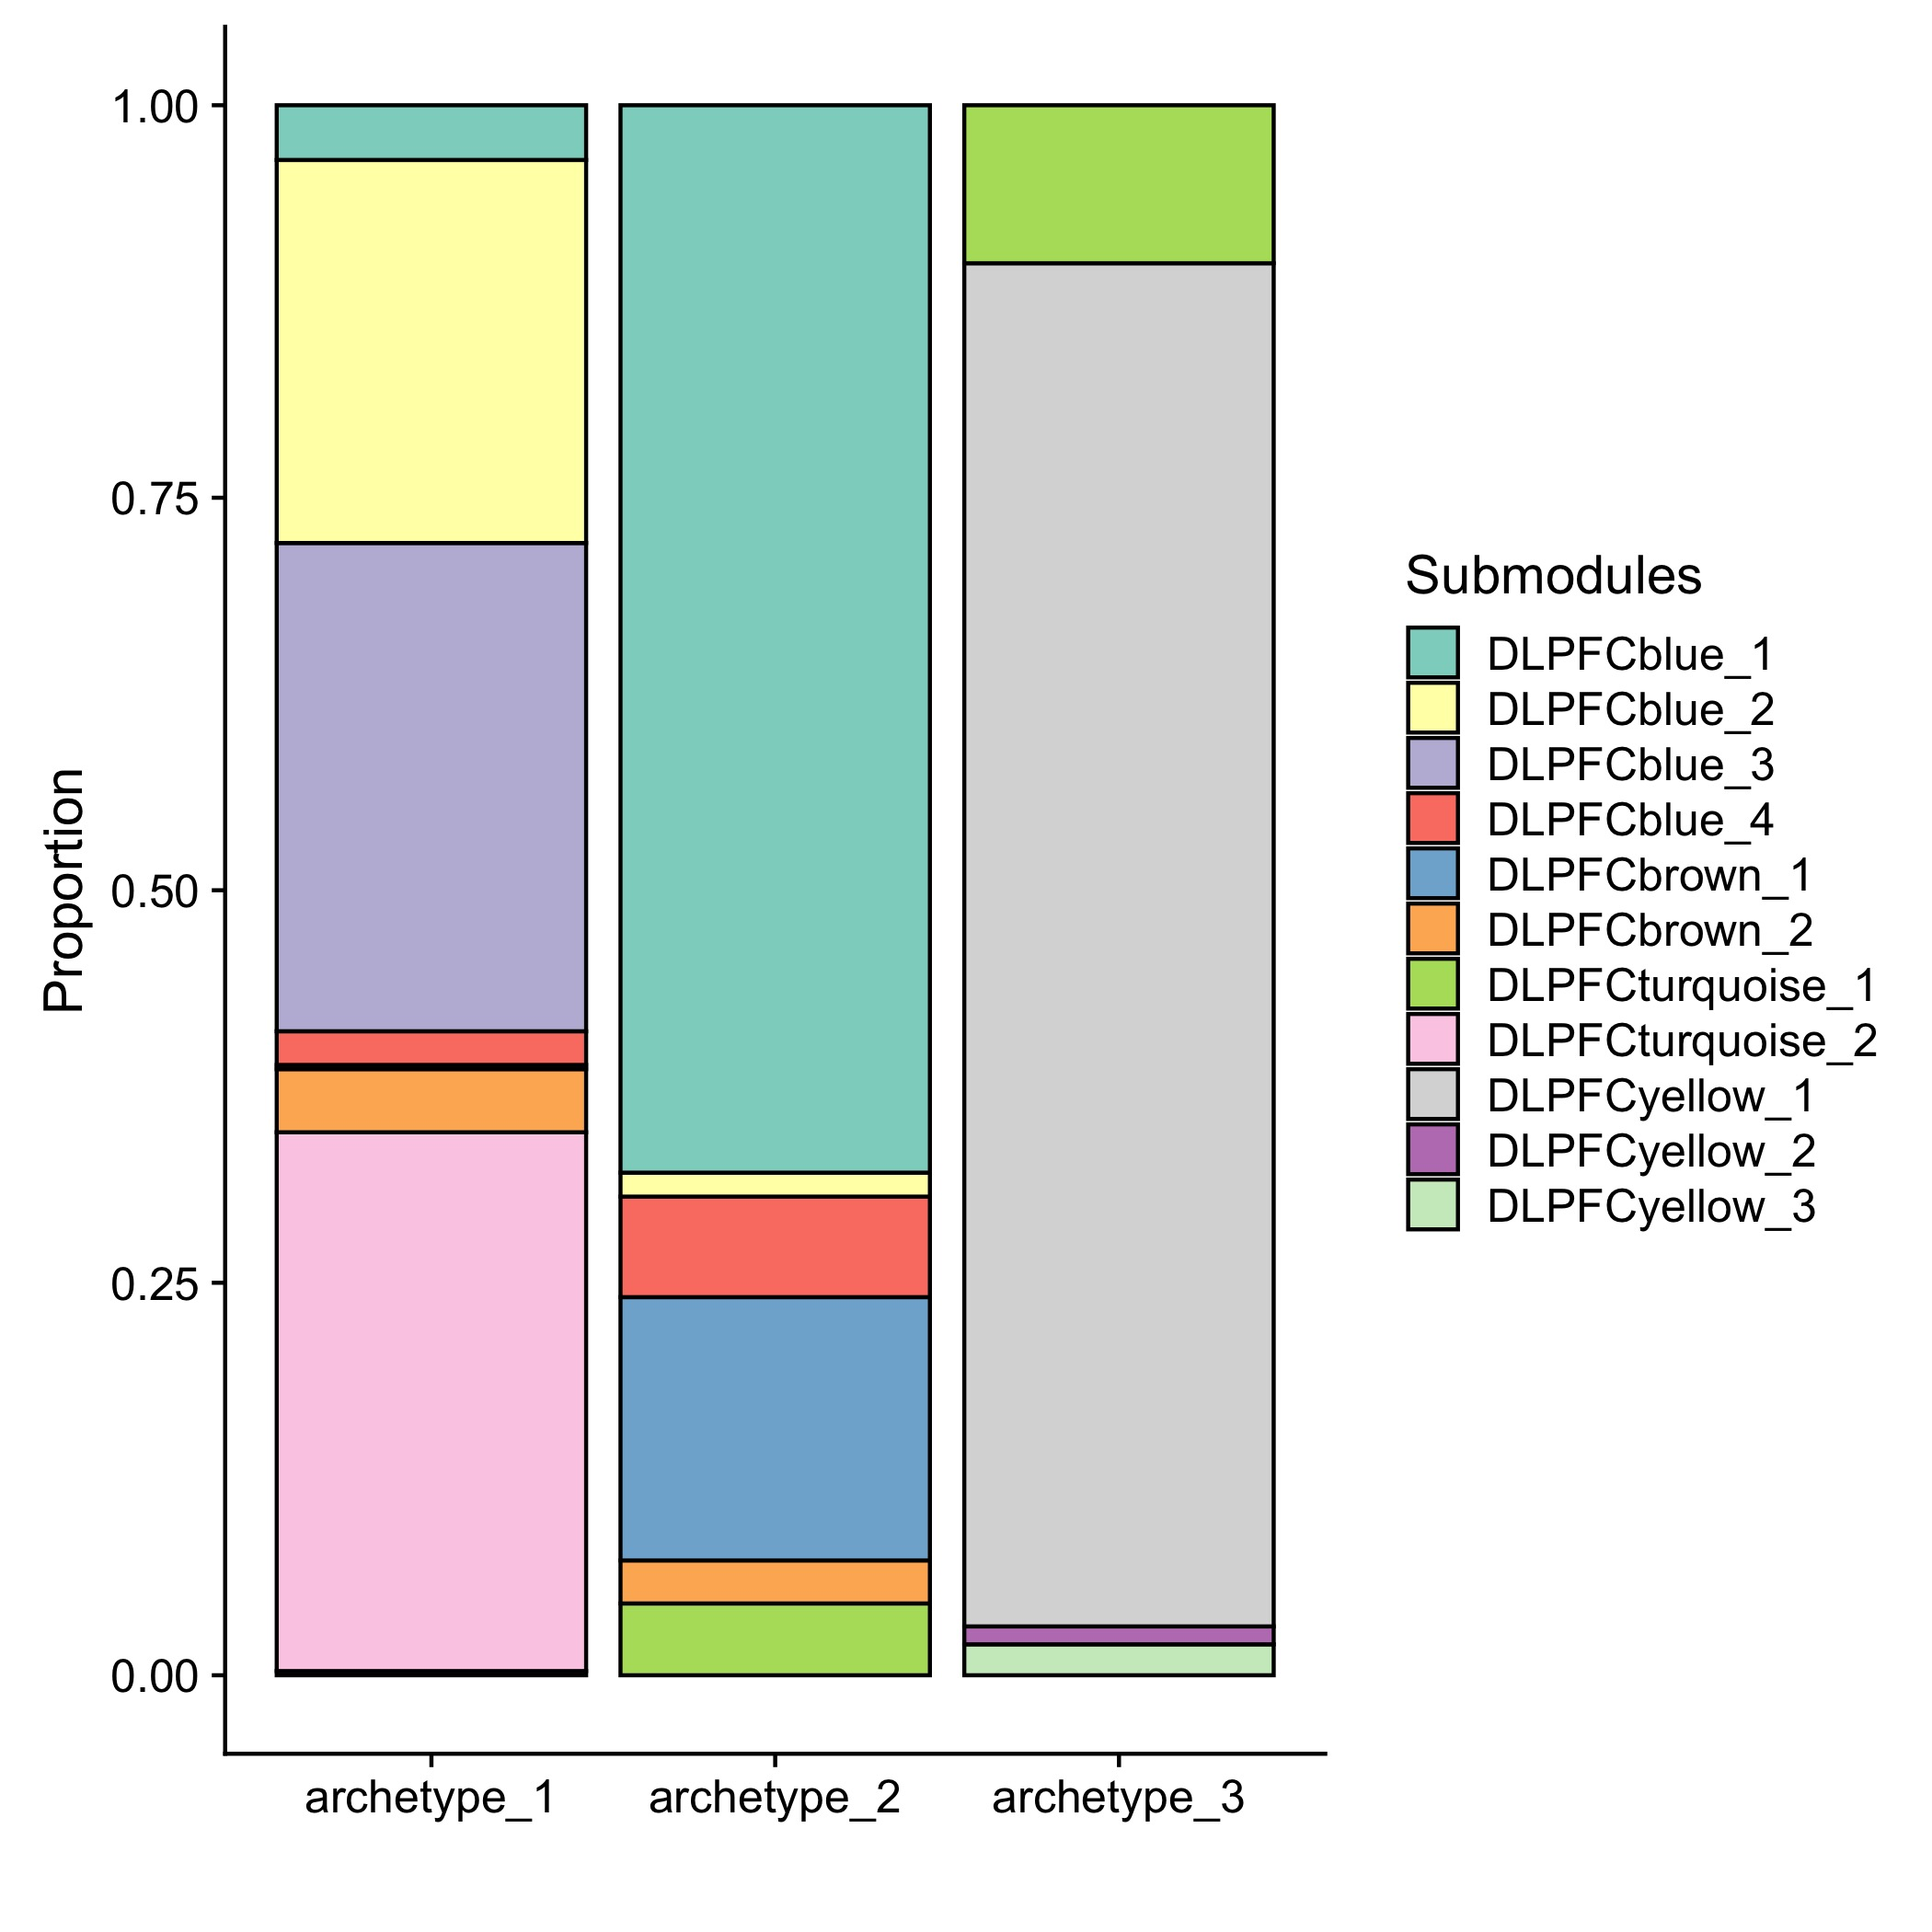 1.00
0.75
0.50
0.25
0.00
Proportion
archetype_1
archetype_2
archetype_3
Submodules
DLPFCblue_1
DLPFCblue_2
DLPFCblue_3
DLPFCblue_4
DLPFCbrown_1
DLPFCbrown_2
DLPFCturquoise_1
DLPFCturquoise_2
DLPFCyellow_1
DLPFCyellow_2
DLPFCyellow_3